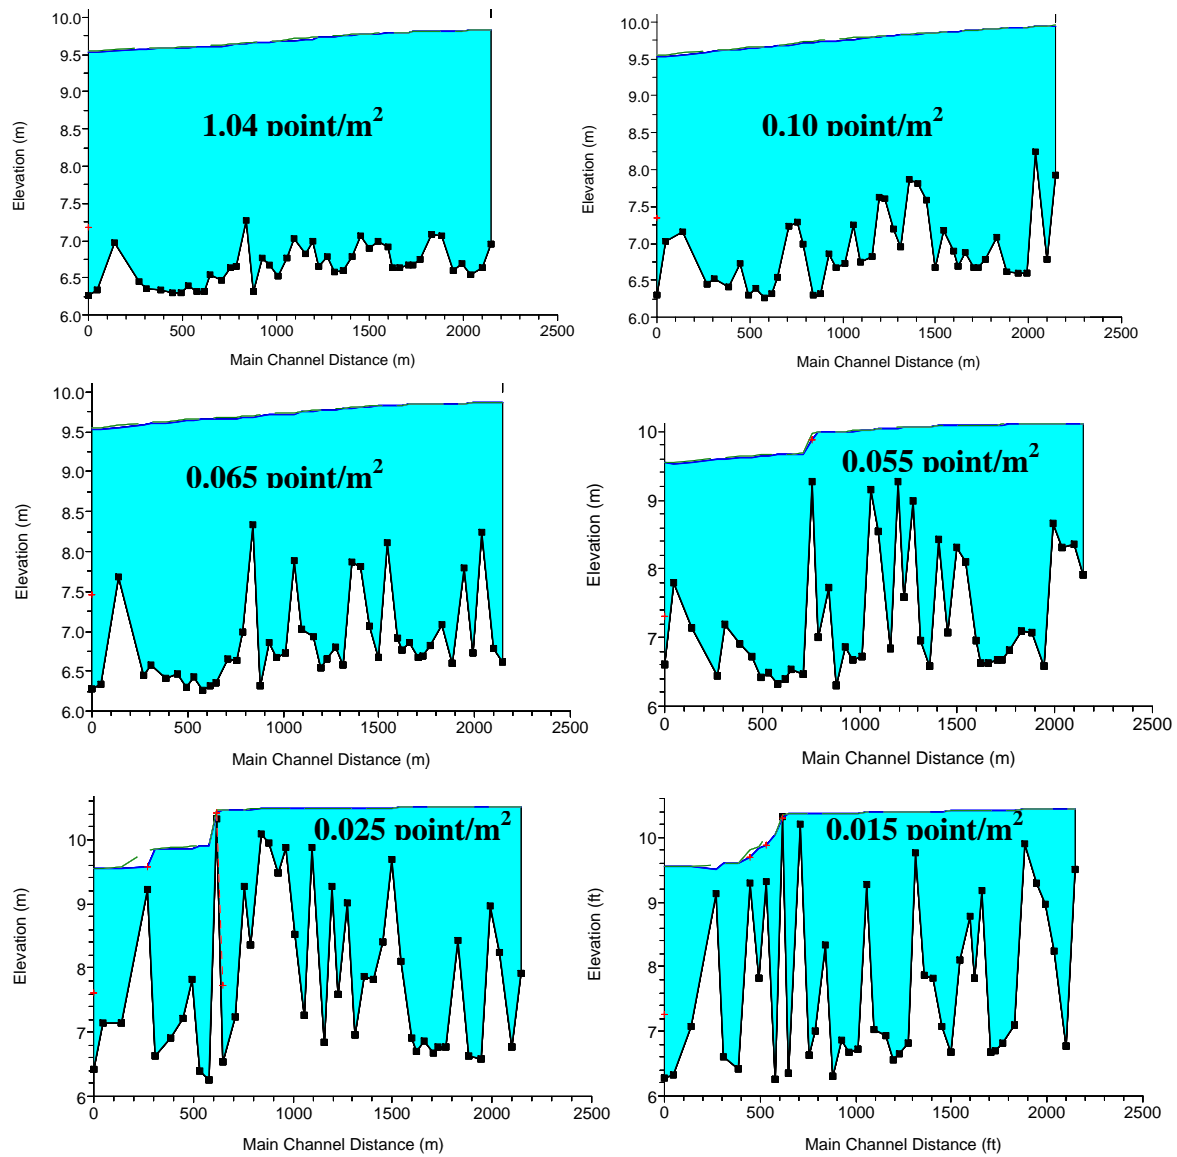 1.04 point/m²
Elevation (m)
10.0
9.5
9.0
8.5
8.0
7.5
7.0
6.5
6.0
0 500 1000 1500 2000 2500
Main Channel Distance (m)
0.10 point/m²
Elevation (m)
10.0
9.5
9.0
8.5
8.0
7.5
7.0
6.5
6.0
0 500 1000 1500 2000 2500
Main Channel Distance (m)
0.065 point/m²
Elevation (m)
10.0
9.5
9.0
8.5
8.0
7.5
7.0
6.5
6.0
0 500 1000 1500 2000 2500
Main Channel Distance (m)
0.055 point/m²
Elevation (m)
10
9
8
7
6
0 500 1000 1500 2000 2500
Main Channel Distance (m)
0.025 point/m²
Elevation (m)
10
9
8
7
6
0 500 1000 1500 2000 2500
Main Channel Distance (m)
0.015 point/m²
Elevation (ft)
10
9
8
7
6
0 500 1000 1500 2000 2500
Main Channel Distance (ft)